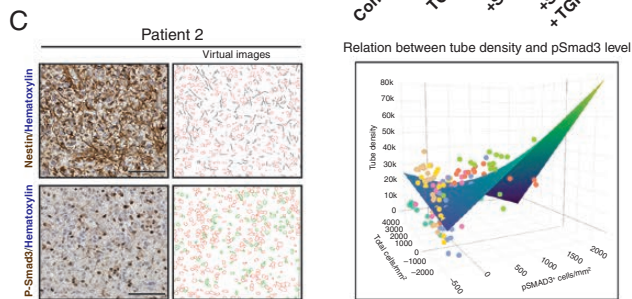 C
Patient 2
Virtual images
Nestin/Hematoxylin
P-Smad3/Hematoxylin
+ TGF
Relation between tube density and pSmad3 level
Tube density
80k
70k
60k
50k
40k
30k
20k
10k
0
Total cells/mm²
4000
3000
2000
1000
0
−1000
−2000
pSMAD3⁺ cells/mm²
−500
0
500
1000
1500
2000